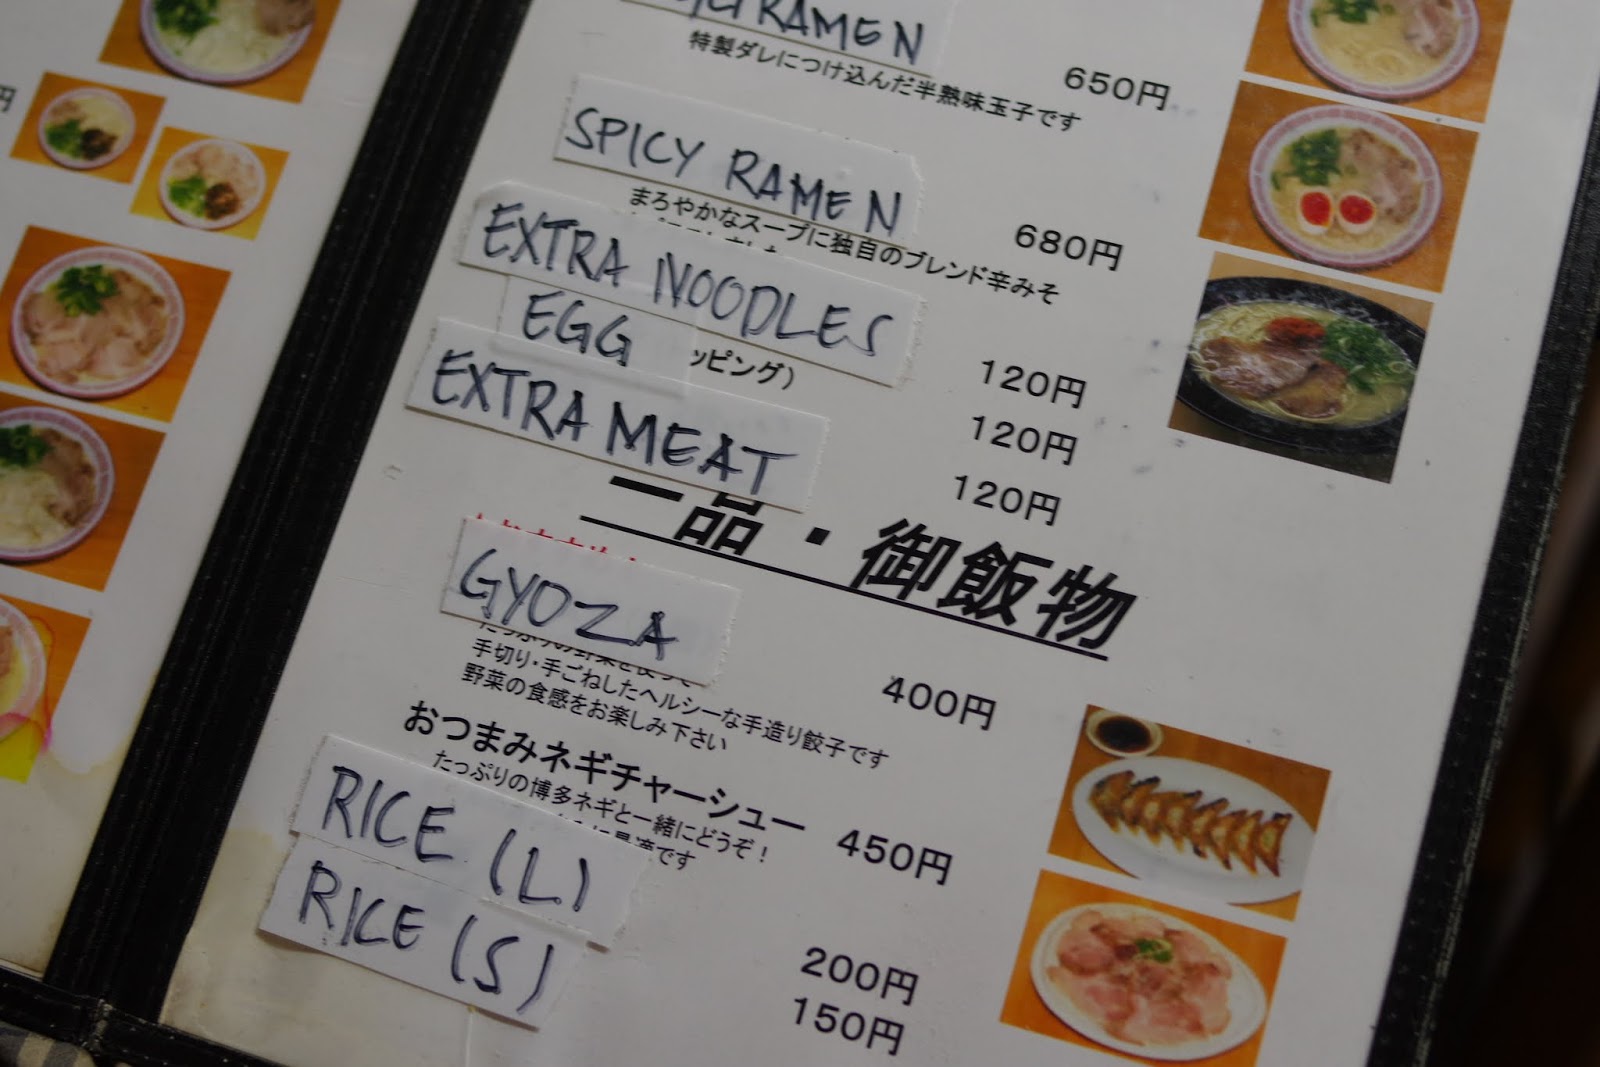 RAMEN
特製ダレにつけ込んだ半熟味玉子です
650円
SPICY RAMEN
まろやかなスープに独自のブレンド辛みそ
680円
EXTRA NOODLES
120円
EGG
ッピング)
120円
EXTRA MEAT
120円
一品・御飯物
GYOZA
400円
手切り・手ごねしたヘルシーな手造り餃子です
野菜の食感をお楽しみ下さい
おつまみネギチャーシュー 450円
たっぷりの博多ネギと一緒にどうぞ!
最適です
RICE (L)
200円
RICE (S)
150円
円